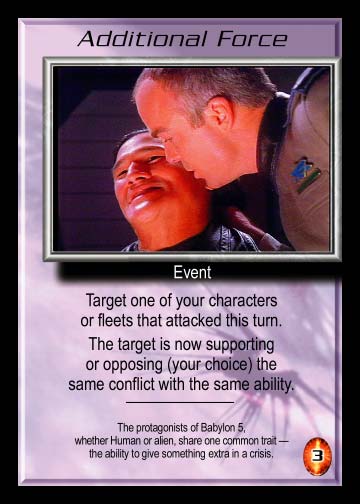 Additional Force
Event
Target one of your characters
or fleets that attacked this turn.
The target is now supporting
or opposing (your choice) the
same conflict with the same ability.
The protagonists of Babylon 5,
whether Human or alien, share one common trait —
the ability to give something extra in a crisis.
3